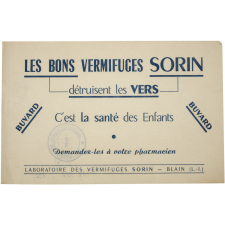 LES BONS VERMIFUGES SORIN
détruisent les VERS
BUVARD
BUVARD
C'est la santé des Enfants
Demandez-les à votre pharmacien
LABORATOIRE DES VERMIFUGES SORIN - BLAIN (L.-I.)